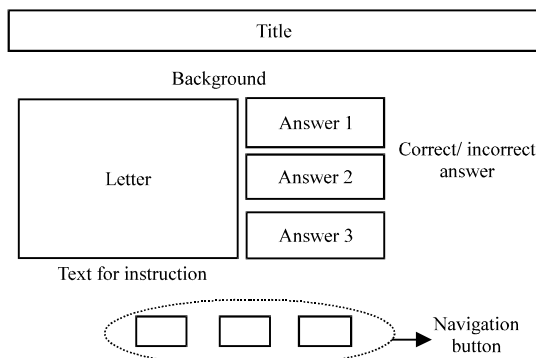 Title
Background
Letter
Answer 1
Answer 2
Answer 3
Correct/ incorrect
answer
Text for instruction
Navigation
button